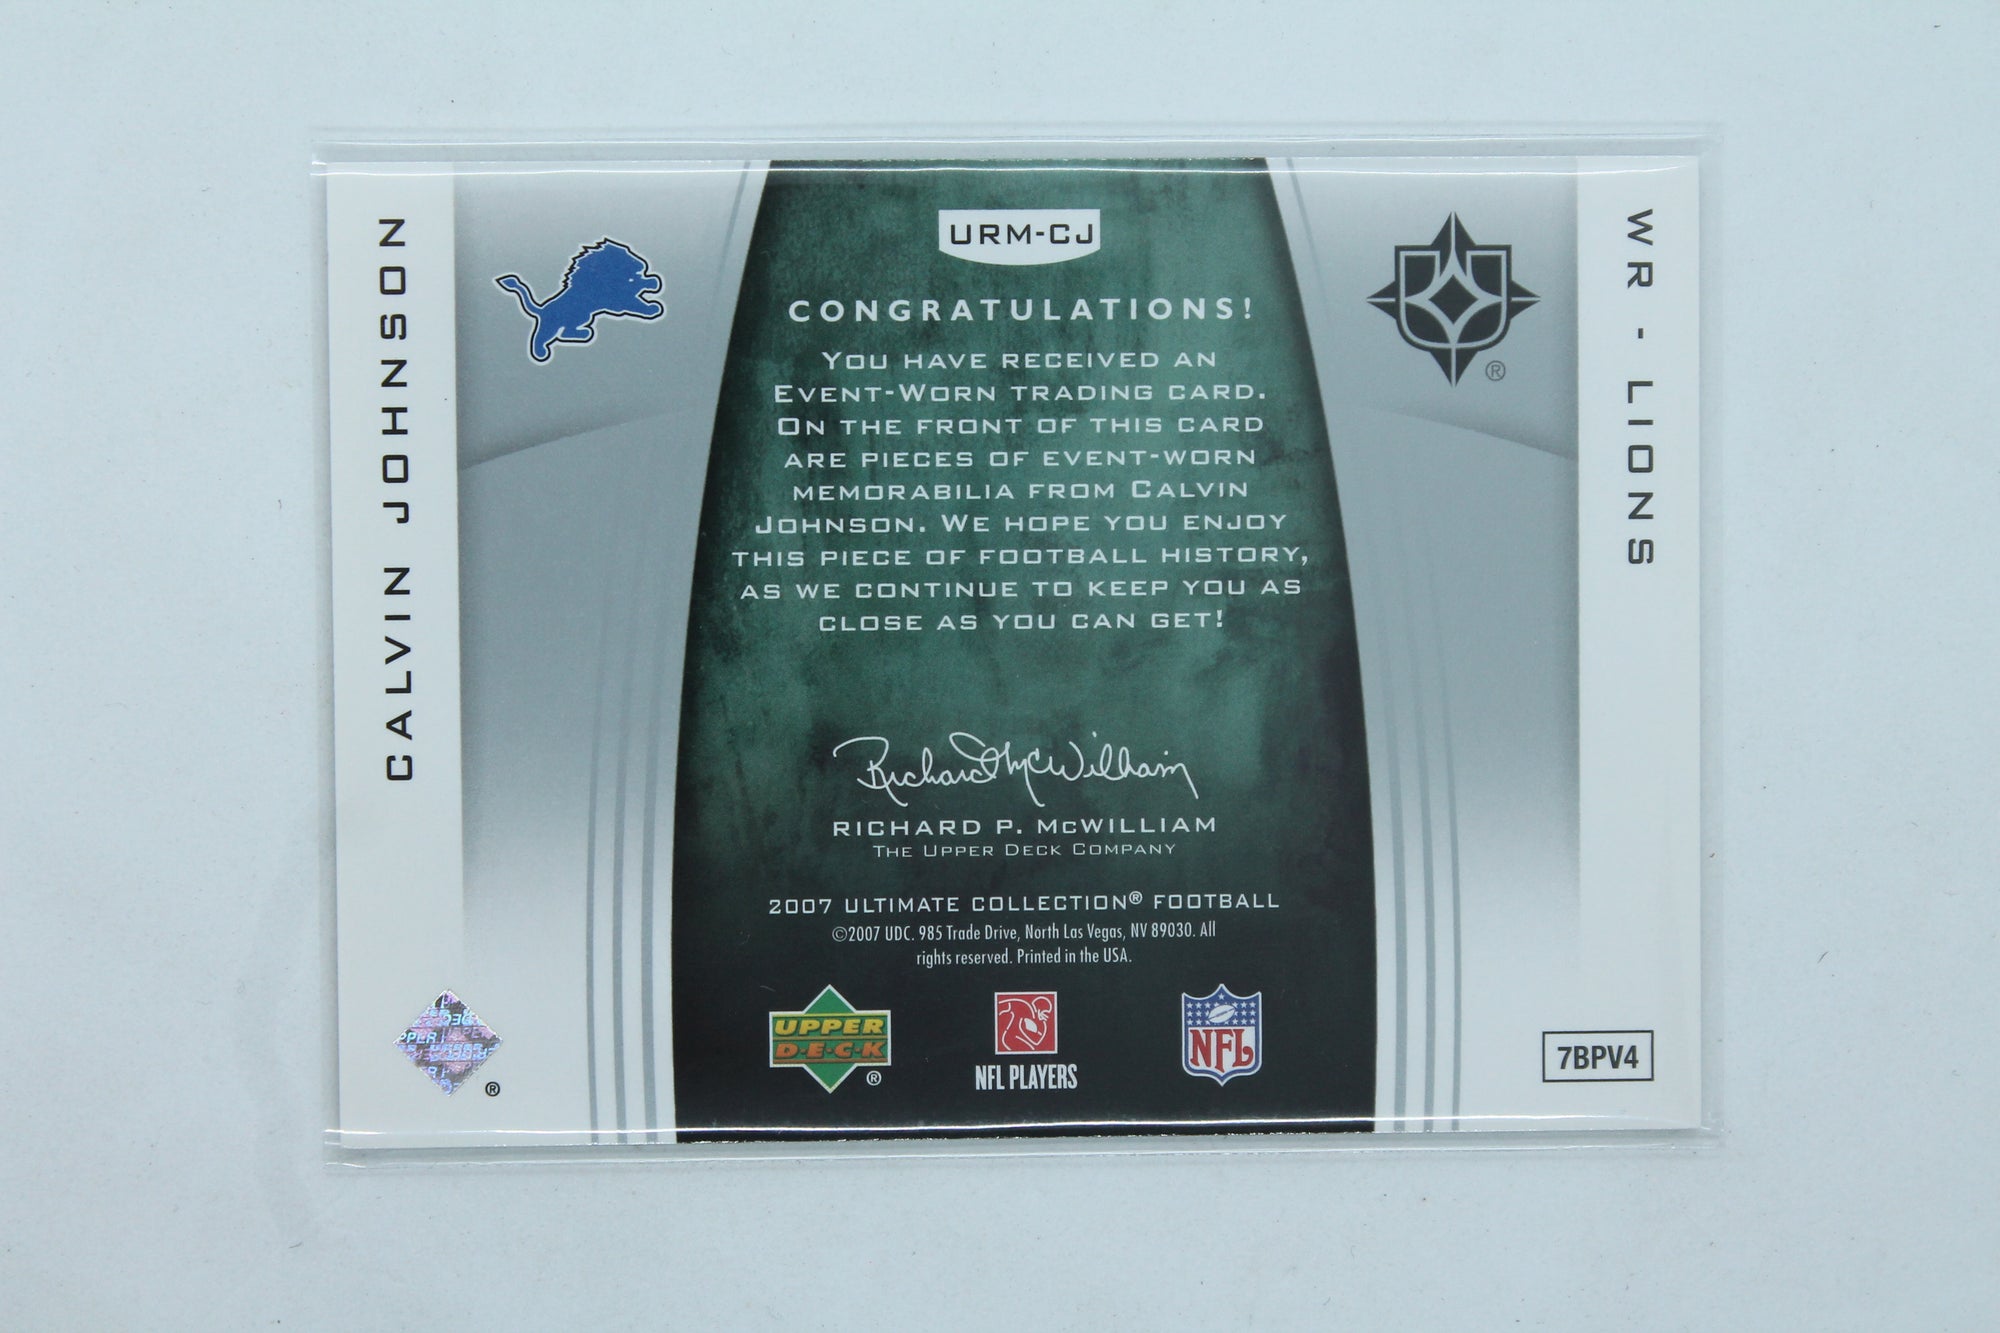 CALVIN JOHNSON
URM-CJ
®
WR - LIONS
CONGRATULATIONS!
YOU HAVE RECEIVED AN
EVENT-WORN TRADING CARD.
ON THE FRONT OF THIS CARD
ARE PIECES OF EVENT-WORN
MEMORABILIA FROM CALVIN
JOHNSON. WE HOPE YOU ENJOY
THIS PIECE OF FOOTBALL HISTORY,
AS WE CONTINUE TO KEEP YOU AS
CLOSE AS YOU CAN GET!
Richard McWilliam
RICHARD P. McWILLIAM
THE UPPER DECK COMPANY
2007 ULTIMATE COLLECTION® FOOTBALL
©2007 UDC. 985 Trade Drive, North Las Vegas, NV 89030. All
rights reserved. Printed in the USA.
®
UPPER
DECK
®
NFL PLAYERS
NFL
7BPV4